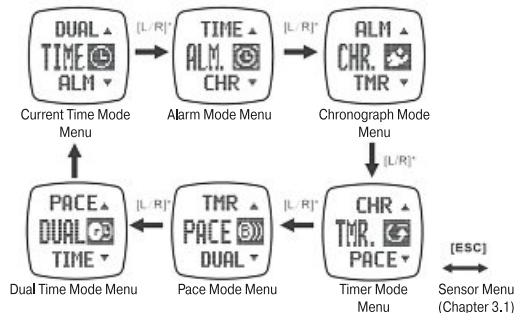 DUAL ▲
TIME
ALM ▼
[L/R]*
TIME ▲
ALM.
CHR ▼
[L/R]*
ALM ▲
CHR.
TMR ▼
Current Time Mode
Menu
Alarm Mode Menu
Chronograph Mode
Menu
[L/R]*
PACE ▲
DUAL
TIME ▼
[L/R]*
TMR ▲
PACE
DUAL ▼
[L/R]*
CHR ▲
TMR.
PACE ▼
[ESC]
Dual Time Mode Menu
Pace Mode Menu
Timer Mode
Menu
Sensor Menu
(Chapter 3.1)